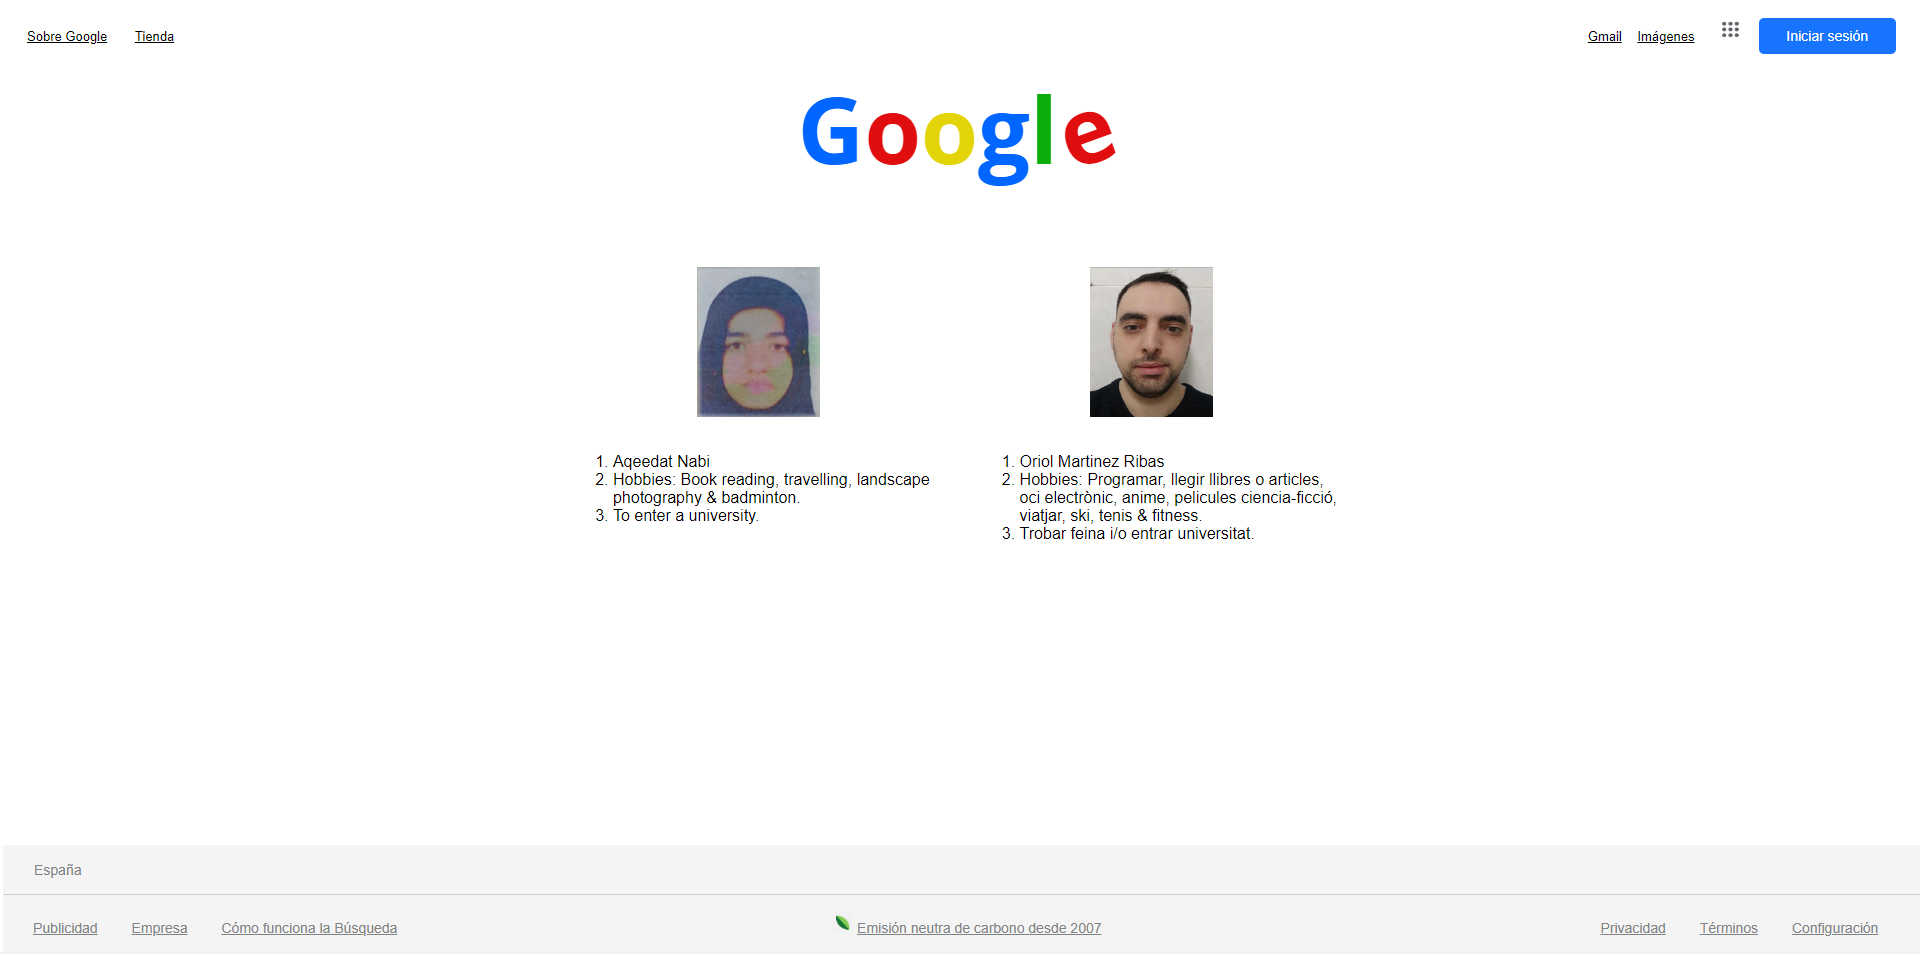 Sobre Google Tienda Gmail Imágenes Iniciar sesión
Google
1. Aqeedat Nabi
2. Hobbies: Book reading, travelling, landscape
photography & badminton.
3. To enter a university.
1. Oriol Martinez Ribas
2. Hobbies: Programar, llegir llibres o articles,
oci electrònic, anime, pelicules ciencia-ficció,
viatjar, ski, tenis & fitness.
3. Trobar feina i/o entrar universitat.
España
Publicidad Empresa Cómo funciona la Búsqueda Emisión neutra de carbono desde 2007 Privacidad Términos Configuración